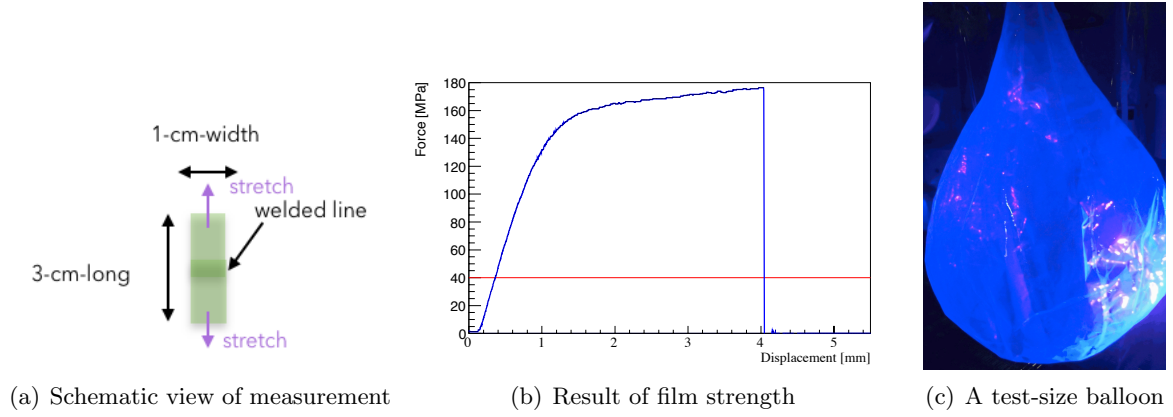 1-cm-width
stretch
welded line
3-cm-long
stretch
Force [MPa]
180
160
140
120
100
80
60
40
20
0
0 1 2 3 4 5
Displacement [mm]
(a) Schematic view of measurement
(b) Result of film strength
(c) A test-size balloon